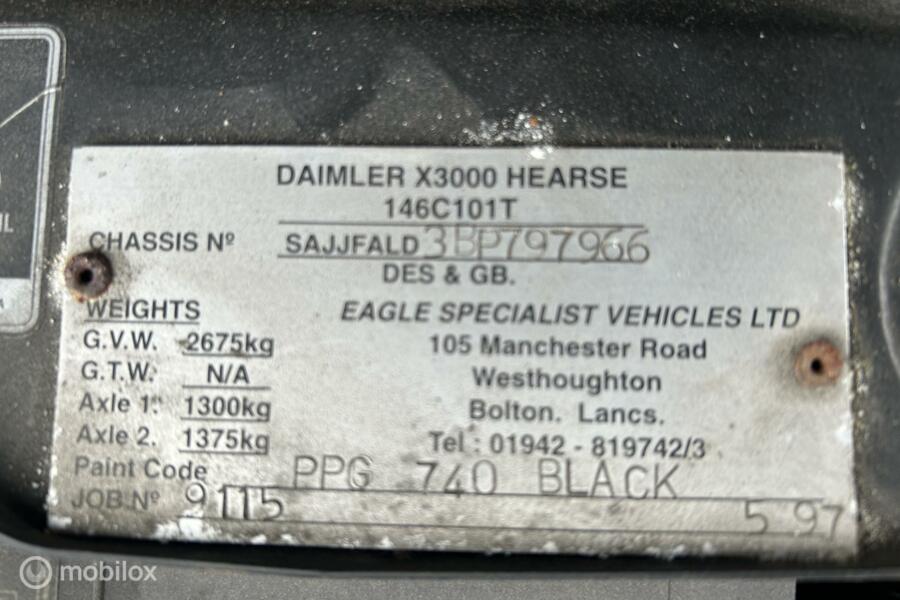 DAIMLER X3000 HEARSE
146C101T
CHASSIS Nº SAJJFALD3BP797966
DES & GB.
WEIGHTS
EAGLE SPECIALIST VEHICLES LTD
G.V.W. 2675kg
105 Manchester Road
G.T.W. N/A
Westhoughton
Axle 1. 1300kg
Bolton. Lancs.
Axle 2. 1375kg
Tel : 01942 - 819742/3
Paint Code PPG 740 BLACK
JOB Nº 9115
5 97
mobilox